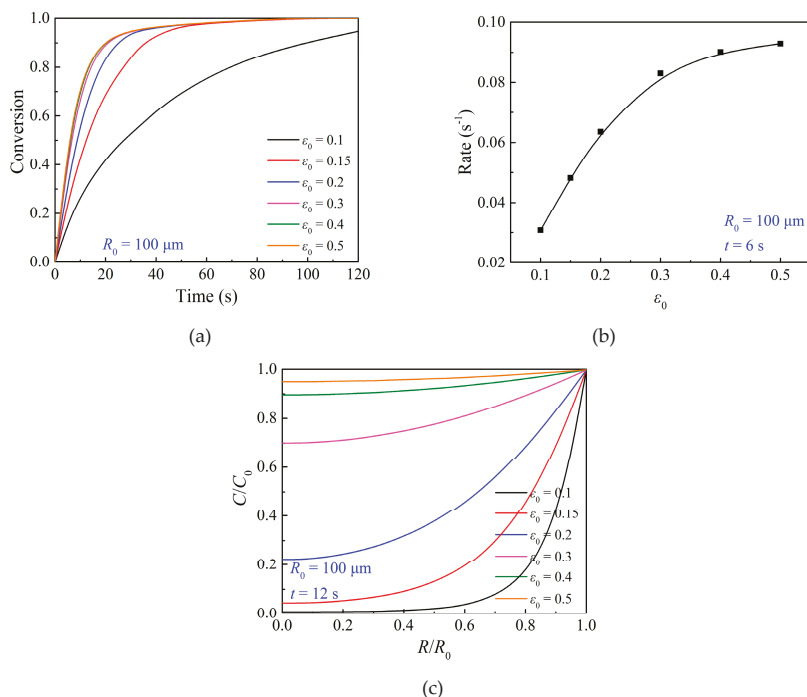 1.0
0.8
0.6
0.4
0.2
0.0
Conversion
ε0 = 0.1
ε0 = 0.15
ε0 = 0.2
ε0 = 0.3
ε0 = 0.4
ε0 = 0.5
R0 = 100 μm
0 20 40 60 80 100 120
Time (s)
(a)
0.10
0.08
0.06
0.04
0.02
Rate (s-1)
R0 = 100 μm
t = 6 s
0.1 0.2 0.3 0.4 0.5
ε0
(b)
1.0
0.8
0.6
0.4
0.2
0.0
C/C0
ε0 = 0.1
ε0 = 0.15
ε0 = 0.2
ε0 = 0.3
ε0 = 0.4
ε0 = 0.5
R0 = 100 μm
t = 12 s
0.0 0.2 0.4 0.6 0.8 1.0
R/R0
(c)